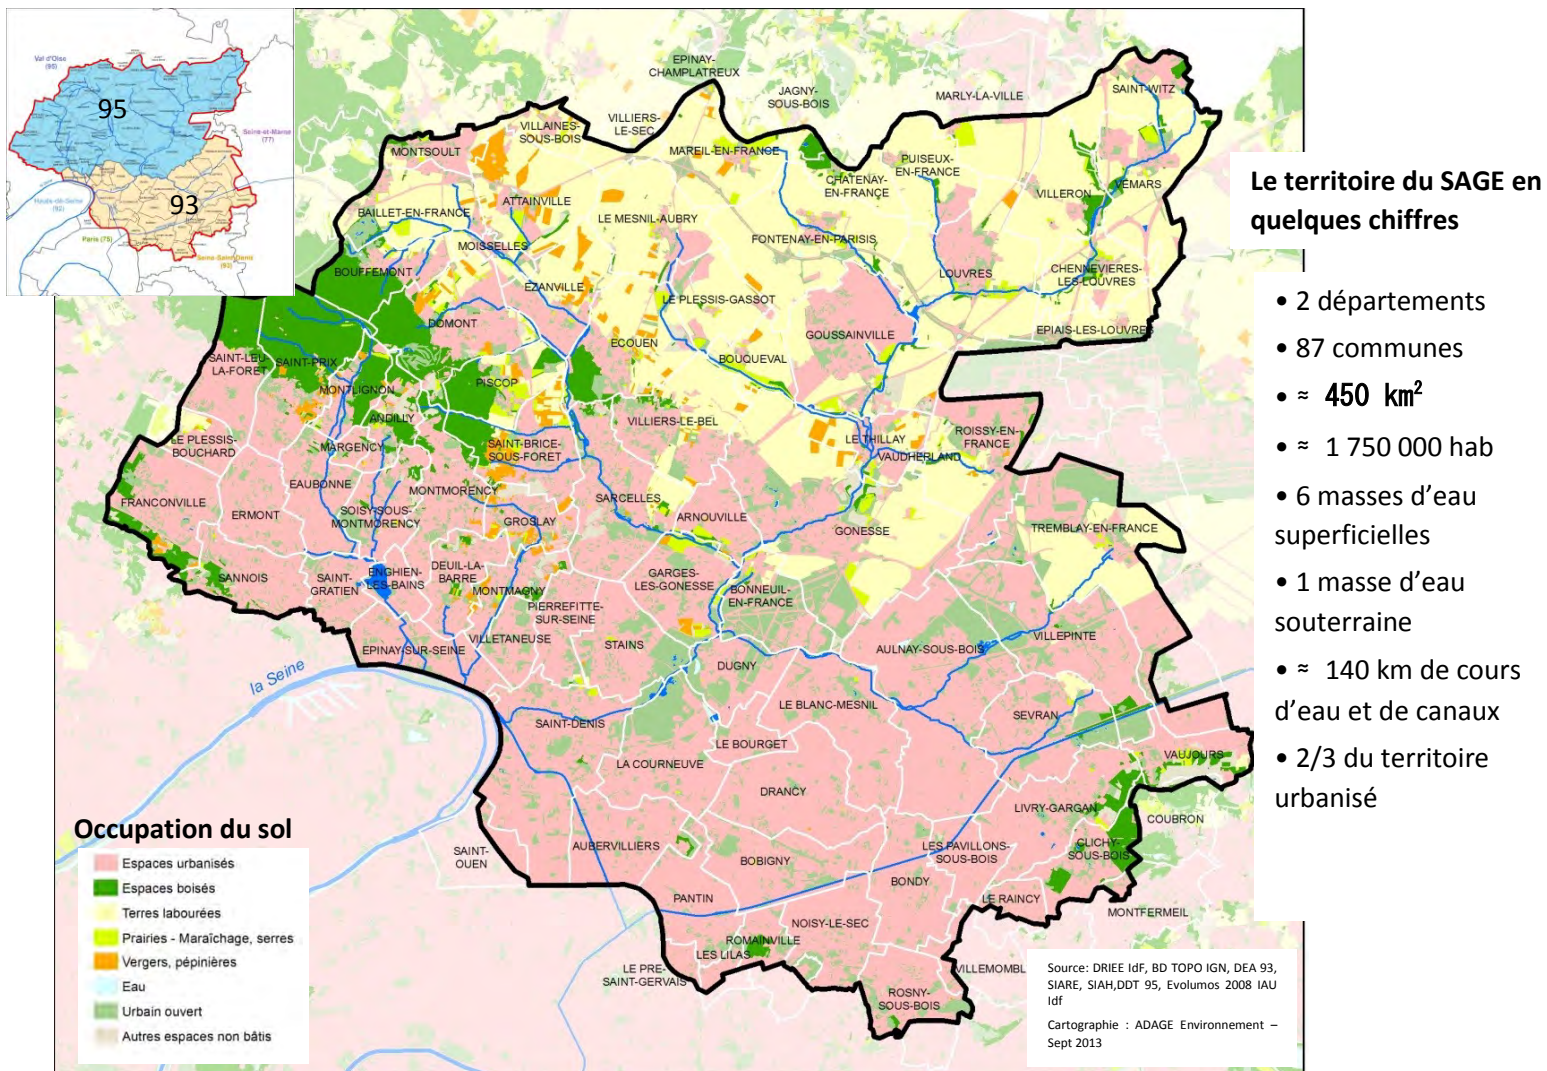 Val d'Oise
(95)
95
Seine-et-Marne
(77)
Hauts-de-Seine
(92)
93
Paris (75)
Seine-Saint-Denis
(93)
EPINAY-
CHAMPLATREUX
JAGNY-
SOUS-BOIS
MARLY-LA-VILLE
SAINT-WITZ
VILLIERS-
LE-SEC
VILLAINES-
SOUS-BOIS
MONTSOULT
MAREIL-EN-FRANCE
CHATENAY-
EN-FRANÇE
PUISEUX-
EN-FRANCE
VILLERON
VEMARS
ATTAINVILLE
BAILLET-EN-FRANCE
LE MESNIL-AUBRY
MOISSELLES
FONTENAY-EN-PARISIS
BOUFFEMONT
LOUVRES
CHENNEVIERES-
LES-LOUVRES
EZANVILLE
LE PLESSIS-GASSOT
DOMONT
GOUSSAINVILLE
EPIAIS-LES-LOUVRES
ECOUEN
BOUQUEVAL
SAINT-LEU-
LA-FORET
SAINT-PRIX
MONTLIGNON
PISCOP
ANDILLY
VILLIERS-LE-BEL
LE THILLAY
ROISSY-EN-
FRANCE
VAUDHERLAND
LE PLESSIS-
BOUCHARD
MARGENCY
SAINT-BRICE-
SOUS-FORET
EAUBONNE
MONTMORENCY
SARCELLES
FRANCONVILLE
ERMONT
SOISY-SOUS-
MONTMORENCY
GROSLAY
ARNOUVILLE
GONESSE
TREMBLAY-EN-FRANCE
SANNOIS
SAINT-
GRATIEN
ENGHIEN-
LES-BAINS
DEUIL-LA-
BARRE
MONTMAGNY
GARGES-
LES-GONESSE
BONNEUIL-
EN-FRANCE
PIERREFITTE-
SUR-SEINE
VILLETANEUSE
EPINAY-SUR-SEINE
STAINS
AULNAY-SOUS-BOIS
VILLEPINTE
DUGNY
la Seine
LE BLANC-MESNIL
SEVRAN
SAINT-DENIS
LE BOURGET
VAUJOURS
LA COURNEUVE
DRANCY
LIVRY-GARGAN
COUBRON
SAINT-
OUEN
AUBERVILLIERS
BOBIGNY
LES PAVILLONS-
SOUS-BOIS
CLICHY-
SOUS-BOIS
BONDY
PANTIN
LE RAINCY
MONTFERMEIL
NOISY-LE-SEC
ROMAINVILLE
LES LILAS
LE PRE-
SAINT-GERVAIS
VILLEMOMBL
ROSNY-
SOUS-BOIS
Occupation du sol
Espaces urbanisés
Espaces boisés
Terres labourées
Prairies - Maraîchage, serres
Vergers, pépinières
Eau
Urbain ouvert
Autres espaces non bâtis
Source: DRIEE IdF, BD TOPO IGN, DEA 93,
SIARE, SIAH,DDT 95, Evolumos 2008 IAU
Idf
Cartographie : ADAGE Environnement –
Sept 2013
Le territoire du SAGE en
quelques chiffres
• 2 départements
• 87 communes
• ≈ 450 km²
• ≈ 1 750 000 hab
• 6 masses d’eau
superficielles
• 1 masse d’eau
souterraine
• ≈ 140 km de cours
d’eau et de canaux
• 2/3 du territoire
urbanisé